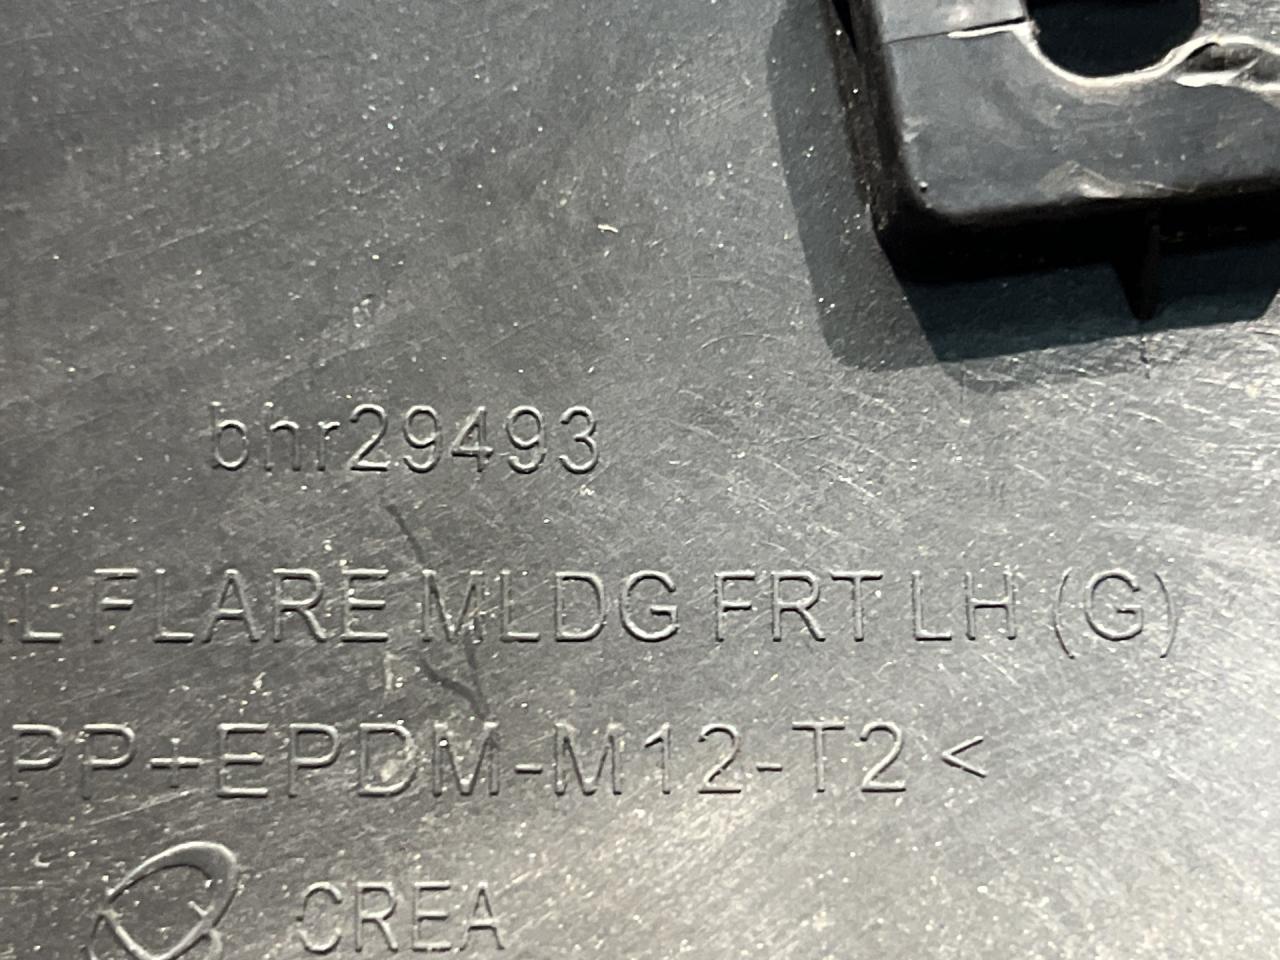 bhr29493
FLARE MLDG FRT LH (G)
PP+EPDM-M12-T2<
CREA